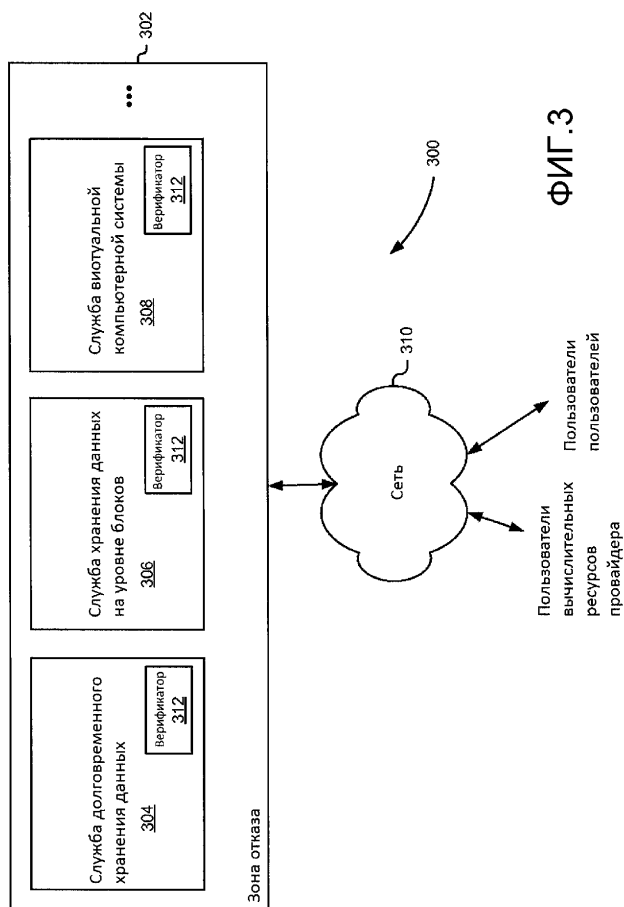 302
Служба долговременного
хранения данных
304
Верификатор
312
Служба хранения данных
на уровне блоков
306
Верификатор
312
Служба виотуальной
компьютерной системы
308
Верификатор
312
...
Зона отказа
310
Сеть
300
Пользователи
вычислительных
ресурсов
провайдера
Пользователи
пользователей
ФИГ.3